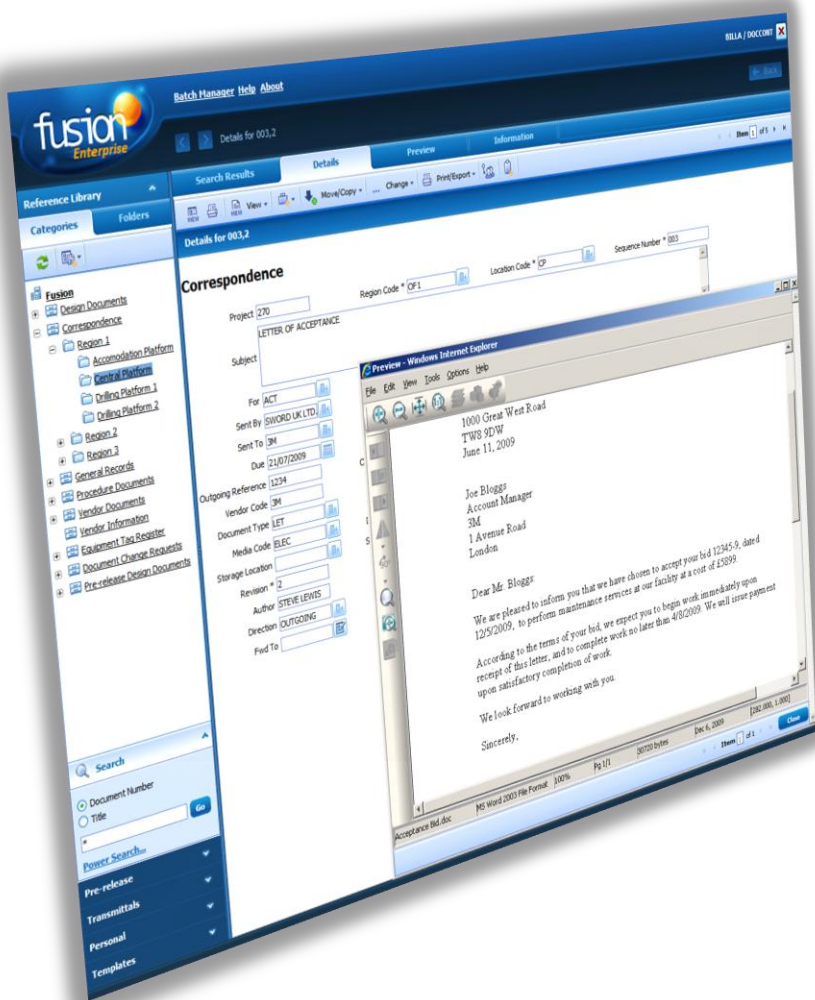 BILLA / DOCCONT
Batch Manager Help About
fusion
Enterprise
Back
Details for 003,2
Search Results Details Preview Information
Item 1 of 5
NEW NEW View Move/Copy ... Change Print/Export
Reference Library
Categories Folders
Details for 003,2
Fusion
Design Documents
Correspondence
Region 1
Accomodation Platform
Central Platform
Drilling Platform 1
Drilling Platform 2
Region 2
Region 3
General Records
Procedure Documents
Vendor Documents
Vendor Information
Equipment Tag Register
Document Change Requests
Pre-release Design Documents
Search
Document Number
Title
*
Go
Power Search...
Pre-release
Transmittals
Personal
Templates
Correspondence
Project 270
Region Code * OF1
Location Code * CP
Sequence Number * 003
Subject LETTER OF ACCEPTANCE
For ACT
Sent By SWORD UK LTD.
Sent To 3M
Due 21/07/2009
Outgoing Reference 1234
Vendor Code 3M
Document Type LET
Media Code ELEC
Storage Location
Revision * 2
Author STEVE LEWIS
Direction OUTGOING
Fwd To
Preview - Windows Internet Explorer
File Edit View Tools Options Help
1000 Great West Road
TW8 9DW
June 11, 2009
Joe Bloggs
Account Manager
3M
1 Avenue Road
London
Dear Mr. Bloggs:
We are pleased to inform you that we have chosen to accept your bid 12345-9, dated
12/5/2009, to perform maintenance services at our facility at a cost of £5899.
According to the terms of your bid, we expect you to begin work immediately upon
receipt of this letter, and to complete work no later than 4/8/2009. We will issue payment
upon satisfactory completion of work.
We look forward to working with you.
Sincerely,
Acceptance Bid.doc MS Word 2003 File Format 100% Pg 1/1 30720 bytes Dec 6, 2009 [282.000, 1.000]
Item 1 of 1 Close